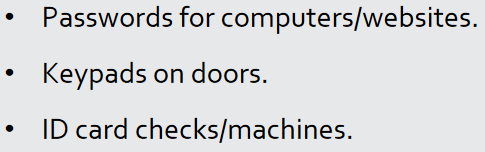 • Passwords for computers/websites.
• Keypads on doors.
• ID card checks/machines.